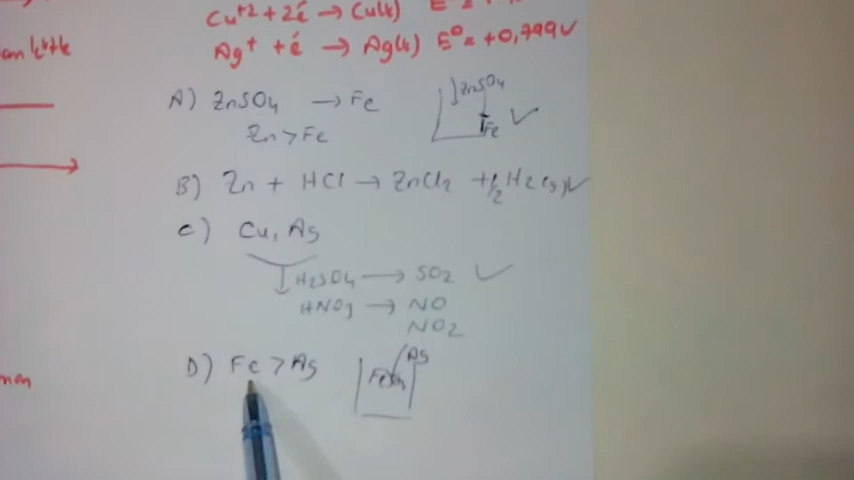 Cu⁺² + 2é → Cu(k) E
Ag⁺ + é → Ag(k) E⁰ = +0,799V
A) ZnSO₄ → Fe
ZnSO₄
Fe
Zn > Fe
B) Zn + HCl → ZnCl₂ + 1/2 H₂(g)
C) Cu, Ag
H₂SO₄ → SO₂
HNO₃ → NO
NO₂
D) Fe > Ag
Ag